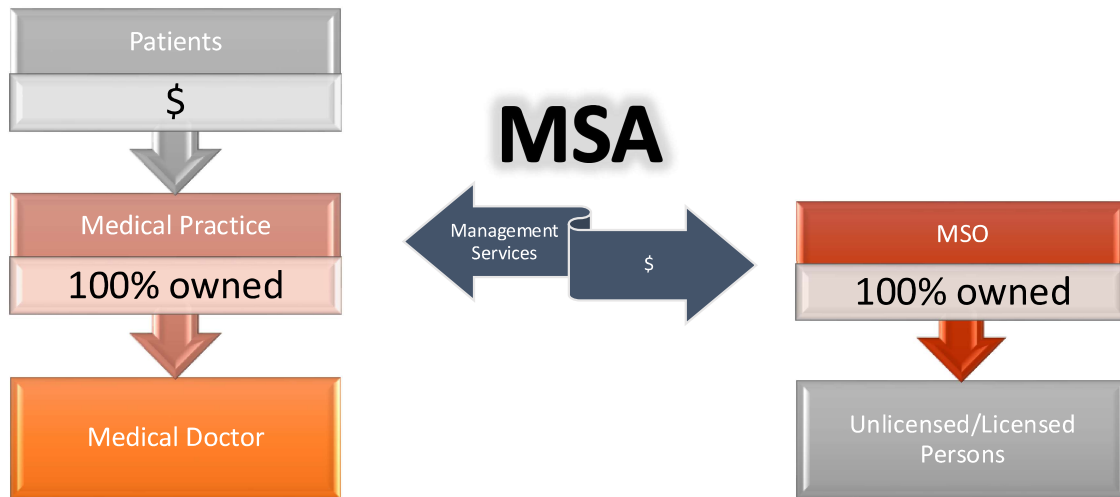 Patients
$
Medical Practice
100% owned
Medical Doctor
MSA
Management
Services
$
MSO
100% owned
Unlicensed/Licensed
Persons